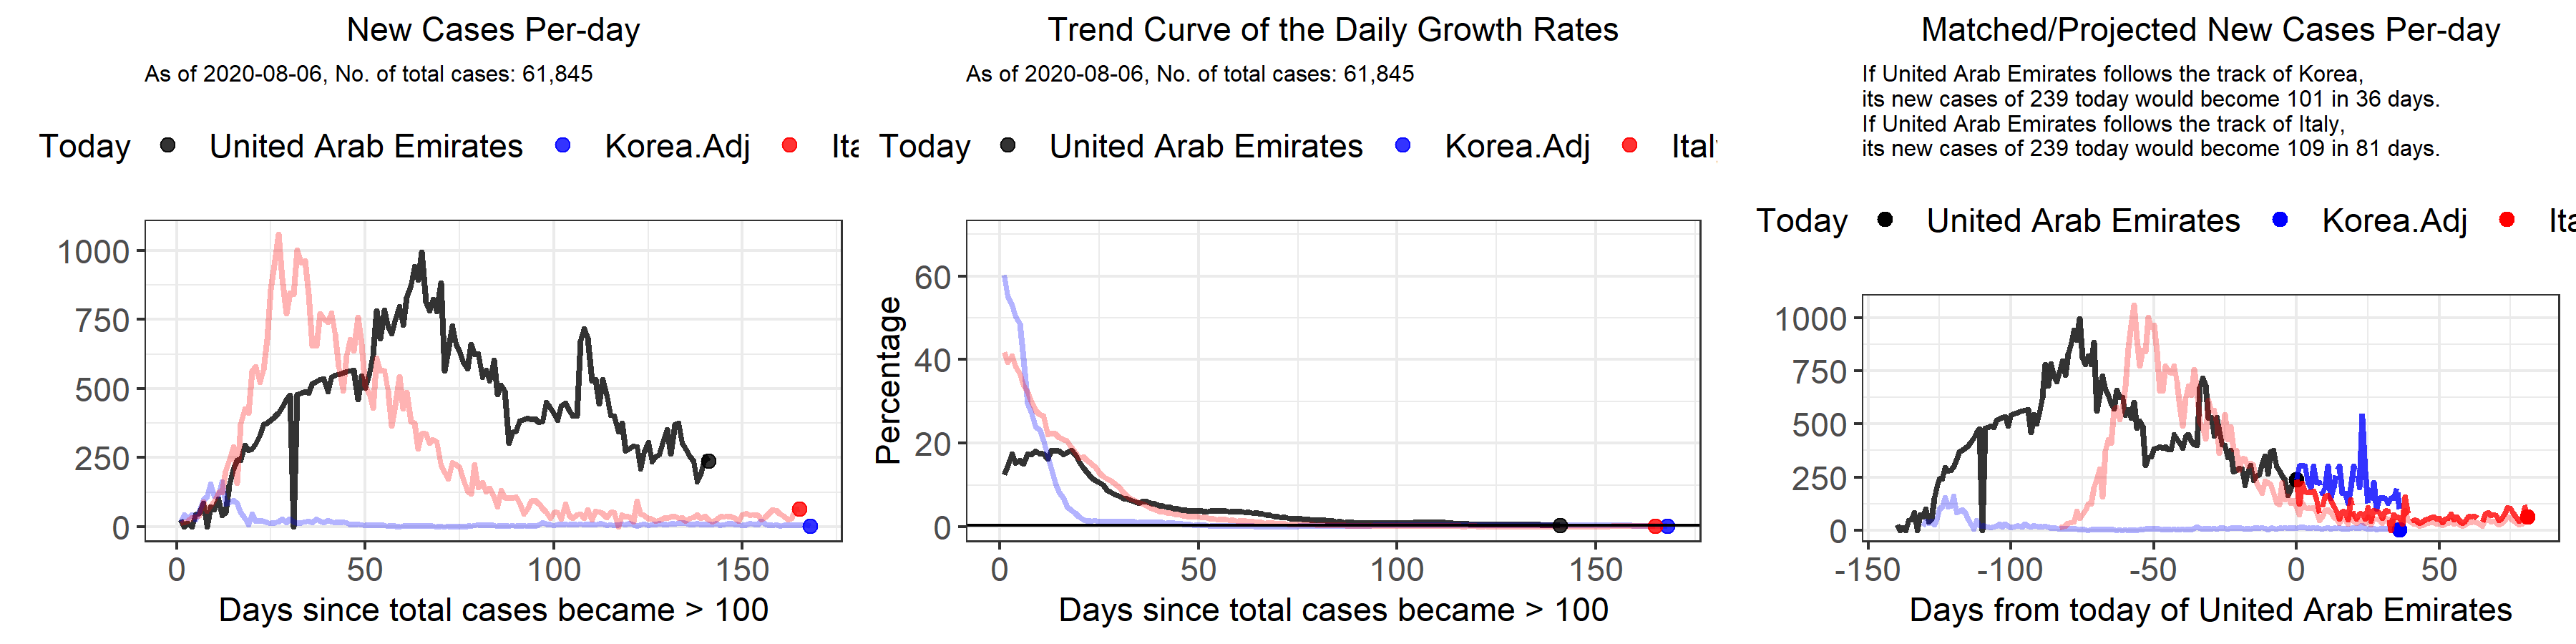 New Cases Per-day
As of 2020-08-06, No. of total cases: 61,845
Today United Arab Emirates Korea.Adj Ita
1000
750
500
250
0
0 50 100 150
Days since total cases became > 100
Trend Curve of the Daily Growth Rates
As of 2020-08-06, No. of total cases: 61,845
Today United Arab Emirates Korea.Adj Ital
Percentage
60
40
20
0
0 50 100 150
Days since total cases became > 100
Matched/Projected New Cases Per-day
If United Arab Emirates follows the track of Korea,
its new cases of 239 today would become 101 in 36 days.
If United Arab Emirates follows the track of Italy,
its new cases of 239 today would become 109 in 81 days.
Today United Arab Emirates Korea.Adj Ita
1000
750
500
250
0
-150 -100 -50 0 50
Days from today of United Arab Emirates